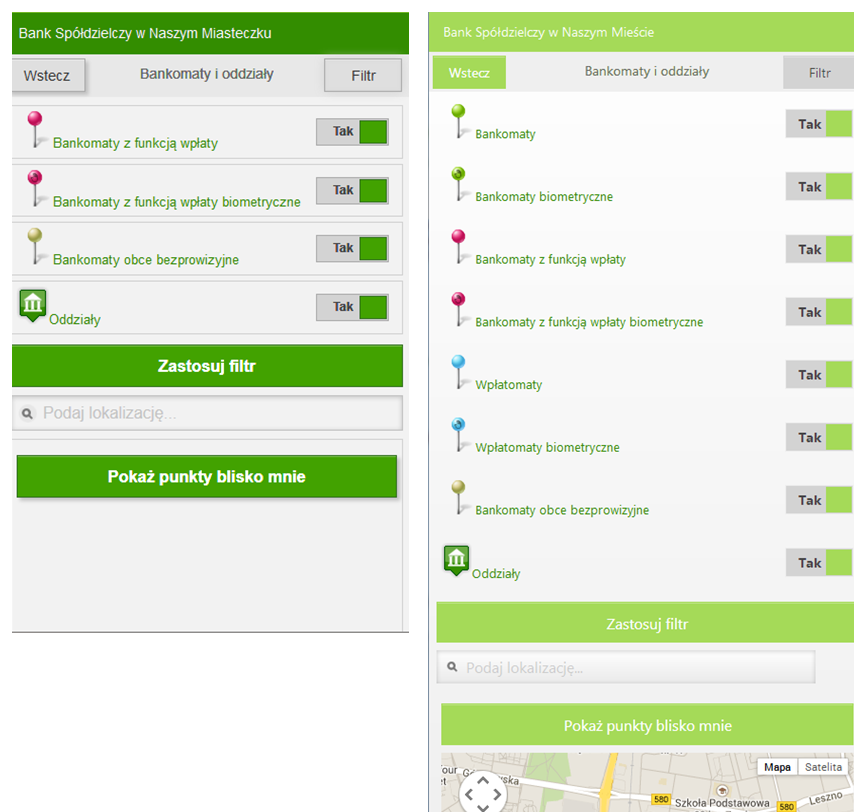 Bank Spółdzielczy w Naszym Miasteczku
Wstecz
Bankomaty i oddziały
Filtr
Bankomaty z funkcją wpłaty
Tak
Bankomaty z funkcją wpłaty biometryczne
Tak
Bankomaty obce bezprowizyjne
Tak
Oddziały
Tak
Zastosuj filtr
Podaj lokalizację...
Pokaż punkty blisko mnie
Bank Spółdzielczy w Naszym Mieście
Wstecz
Bankomaty i oddziały
Filtr
Bankomaty
Tak
Bankomaty biometryczne
Tak
Bankomaty z funkcją wpłaty
Tak
Bankomaty z funkcją wpłaty biometryczne
Tak
Wpłatomaty
Tak
Wpłatomaty biometryczne
Tak
Bankomaty obce bezprowizyjne
Tak
Oddziały
Tak
Zastosuj filtr
Podaj lokalizację...
Pokaż punkty blisko mnie
Mapa
Satelita
580
Szkoła Podstawowa
580
Leszno